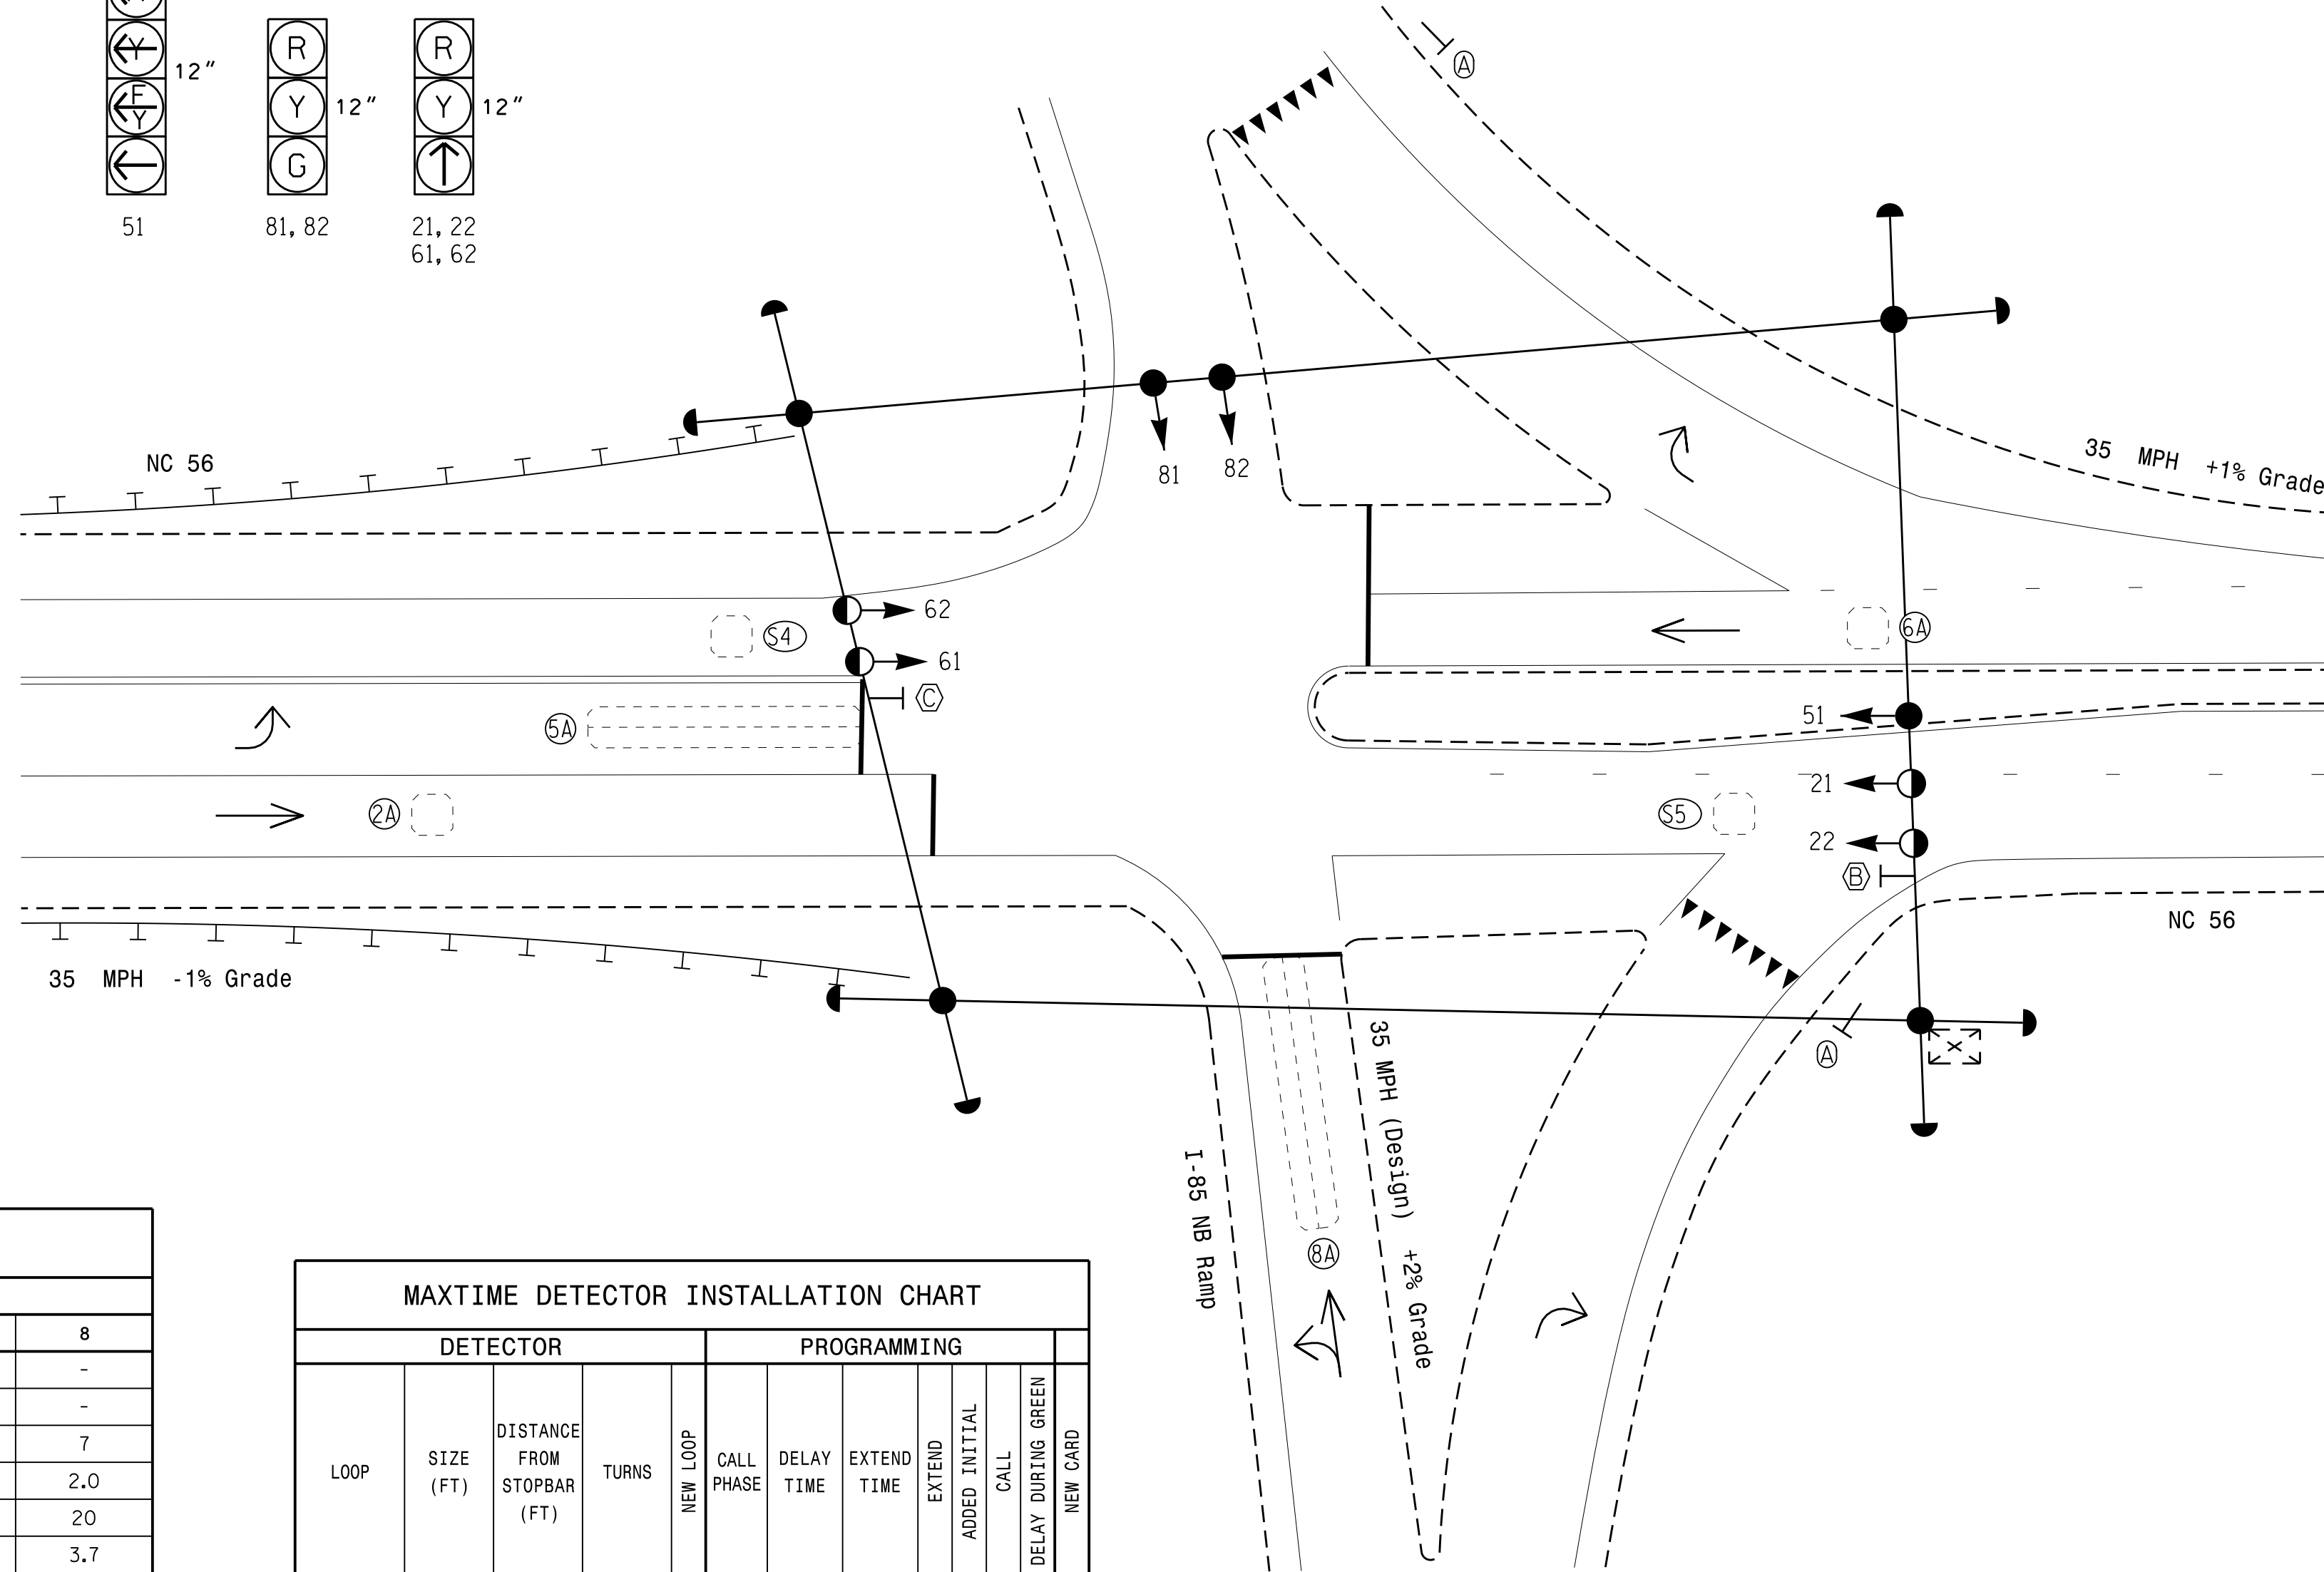 Y
F
Y
12"
R
Y
G
12"
R
Y
12"
51
81, 82
21, 22
61, 62
A
NC 56
81
82
35 MPH +1% Grade
62
S4
61
6A
C
5A
51
2A
21
S5
22
B
NC 56
35 MPH -1% Grade
A
35 MPH (Design) +2% Grade
I-85 NB Ramp
8A
8
-
-
7
2.0
20
3.7
MAXTIME DETECTOR INSTALLATION CHART
DETECTOR
PROGRAMMING
LOOP
SIZE
(FT)
DISTANCE
FROM
STOPBAR
(FT)
TURNS
NEW LOOP
CALL
PHASE
DELAY
TIME
EXTEND
TIME
EXTEND
ADDED INITIAL
CALL
DELAY DURING GREEN
NEW CARD